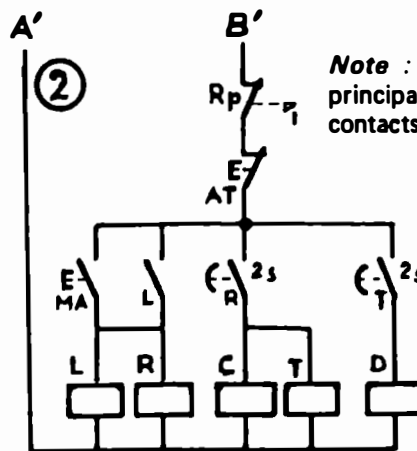 A' B'
2
Note :
principa
contacts
Rp
E
AT
E
MA
L
R
2s
T
2s
L R C T D